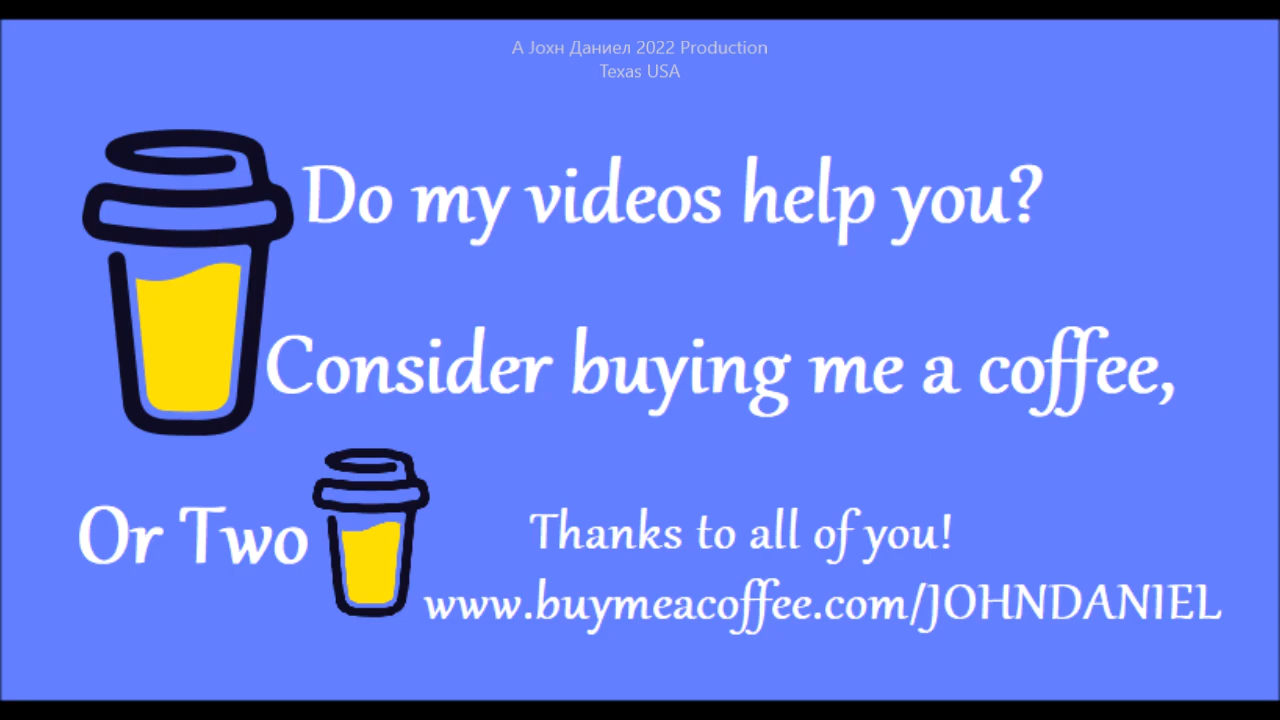 A Јохн Даниел 2022 Production
Texas USA
Do my videos help you?
Consider buying me a coffee,
Or Two
Thanks to all of you!
www.buymeacoffee.com/JOHNDANIEL